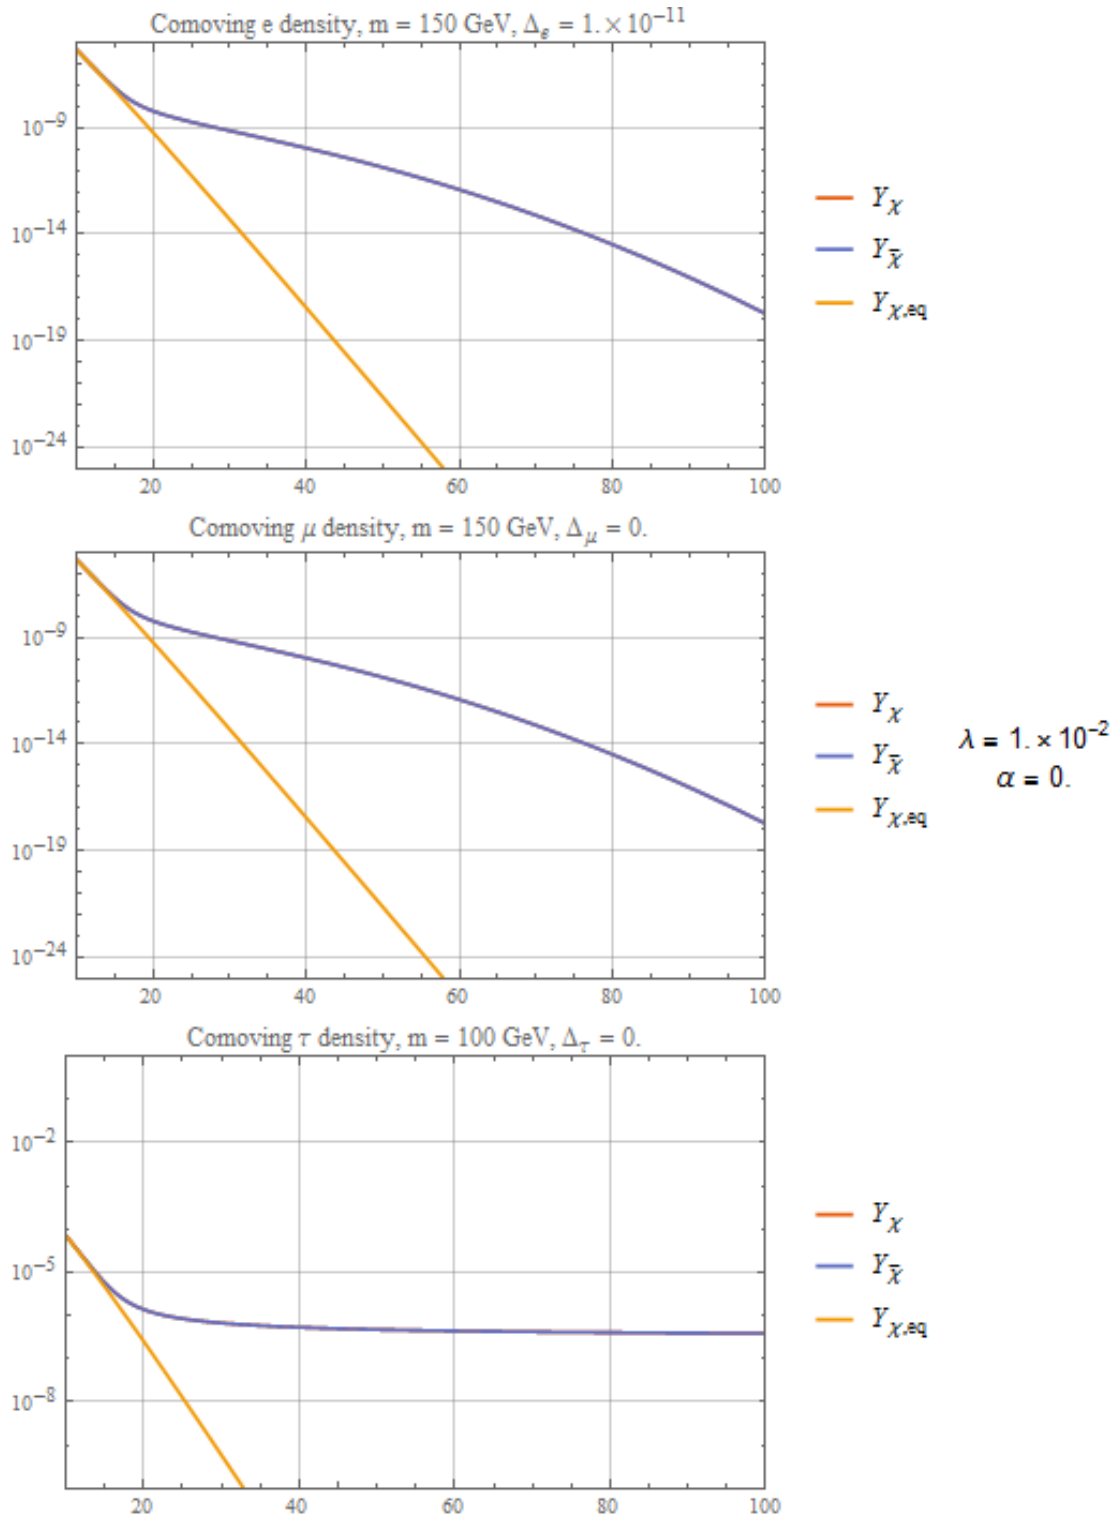 Comoving e density, m = 150 GeV, Δₑ = 1.×10⁻¹¹
10⁻⁹
10⁻¹⁴
10⁻¹⁹
10⁻²⁴
20 40 60 80 100
Y_χ
Y_χ̄
Y_χ,eq
Comoving μ density, m = 150 GeV, Δ_μ = 0.
10⁻⁹
10⁻¹⁴
10⁻¹⁹
10⁻²⁴
20 40 60 80 100
Y_χ
Y_χ̄
Y_χ,eq
λ = 1. × 10⁻²
α = 0.
Comoving τ density, m = 100 GeV, Δ_τ = 0.
10⁻²
10⁻⁵
10⁻⁸
20 40 60 80 100
Y_χ
Y_χ̄
Y_χ,eq